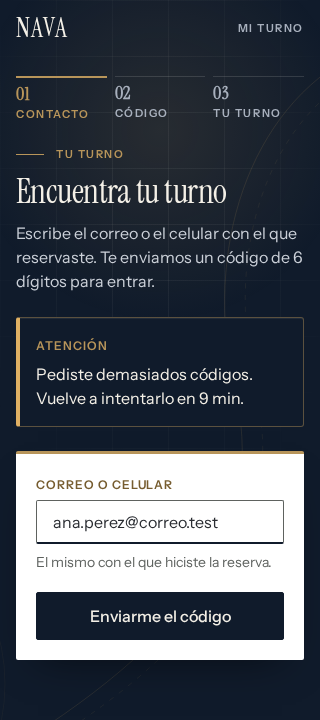 NAVA
MI TURNO
01
CONTACTO
02
CÓDIGO
03
TU TURNO
TU TURNO
Encuentra tu turno
Escribe el correo o el celular con el que
reservaste. Te enviamos un código de 6
dígitos para entrar.
ATENCIÓN
Pediste demasiados códigos.
Vuelve a intentarlo en 9 min.
CORREO O CELULAR
ana.perez@correo.test
El mismo con el que hiciste la reserva.
Enviarme el código